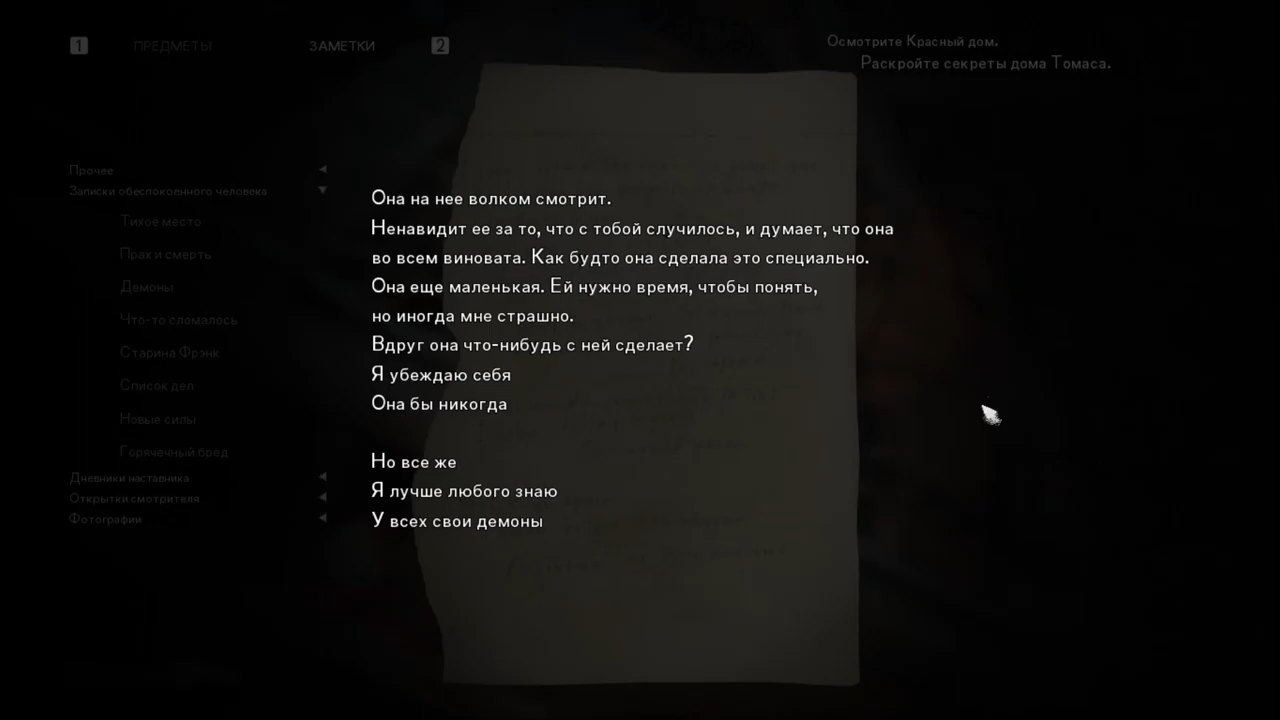 1 ПРЕДМЕТЫ ЗАМЕТКИ 2
Осмотрите Красный дом.
Раскройте секреты дома Томаса.
Прочее
Записки обеспокоенного человека
Тихое место
Прах и смерть
Демоны
Что-то сломалось
Старина Фрэнк
Список дел
Новые силы
Горячечный бред
Дневники наставника
Открытки смотрителя
Фотографии
Она на нее волком смотрит.
Ненавидит ее за то, что с тобой случилось, и думает, что она
во всем виновата. Как будто она сделала это специально.
Она еще маленькая. Ей нужно время, чтобы понять,
но иногда мне страшно.
Вдруг она что-нибудь с ней сделает?
Я убеждаю себя
Она бы никогда
Но все же
Я лучше любого знаю
У всех свои демоны